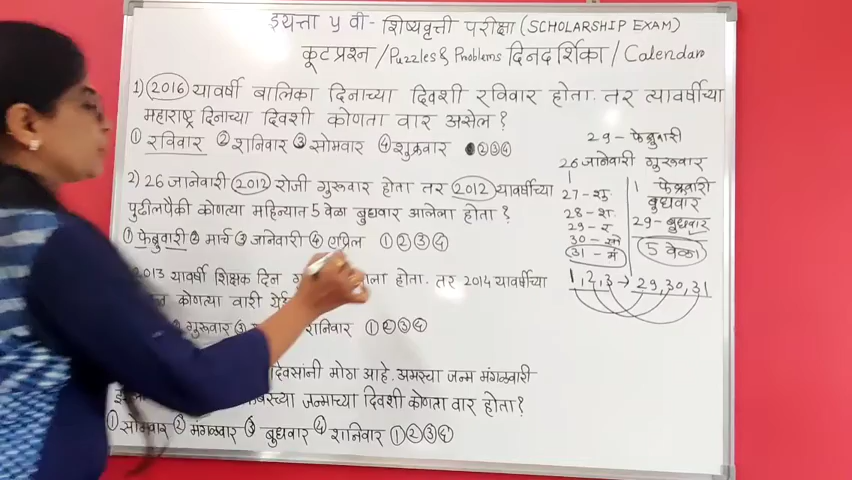 इयत्ता ५ वी - शिष्यवृत्ती परीक्षा (SCHOLARSHIP EXAM)
कूटप्रश्न / Puzzles & Problems दिनदर्शिका / Calendar
1) 2016 यावर्षी बालिका दिनाच्या दिवशी रविवार होता. तर त्यावर्षीच्या
महाराष्ट्र दिनाच्या दिवशी कोणता वार असेल?
① रविवार ② शनिवार ③ सोमवार ④ शुक्रवार ①②③④
2) 26 जानेवारी 2012 रोजी गुरूवार होता तर 2012 यावर्षीच्या
पुढीलपैकी कोणत्या महिन्यात 5 वेळा बुधवार आलेला होता?
① फेब्रुवारी ② मार्च ③ जानेवारी ④ एप्रिल ①②③④
2013 यावर्षी शिक्षक दिन ला होता. तर 2014 यावर्षीच्या
कोणत्या वारी
गुरूवार ③ शनिवार ①②③④
दिवसांनी मोठा आहे. अमरचा जन्म मंगळवारी
जन्माच्या दिवशी कोणता वार होता?
① सोमवार ② मंगळवार ③ बुधवार ④ शनिवार ①②③④
29 - फेब्रुवारी
26 जानेवारी गुरूवार
27 - शु
28 - श
29 - र
30 - सो
31 - मं
1 फेब्रुवारी
बुधवार
29 - बुधवार
5 वेळा
1,2,3 → 29,30,31